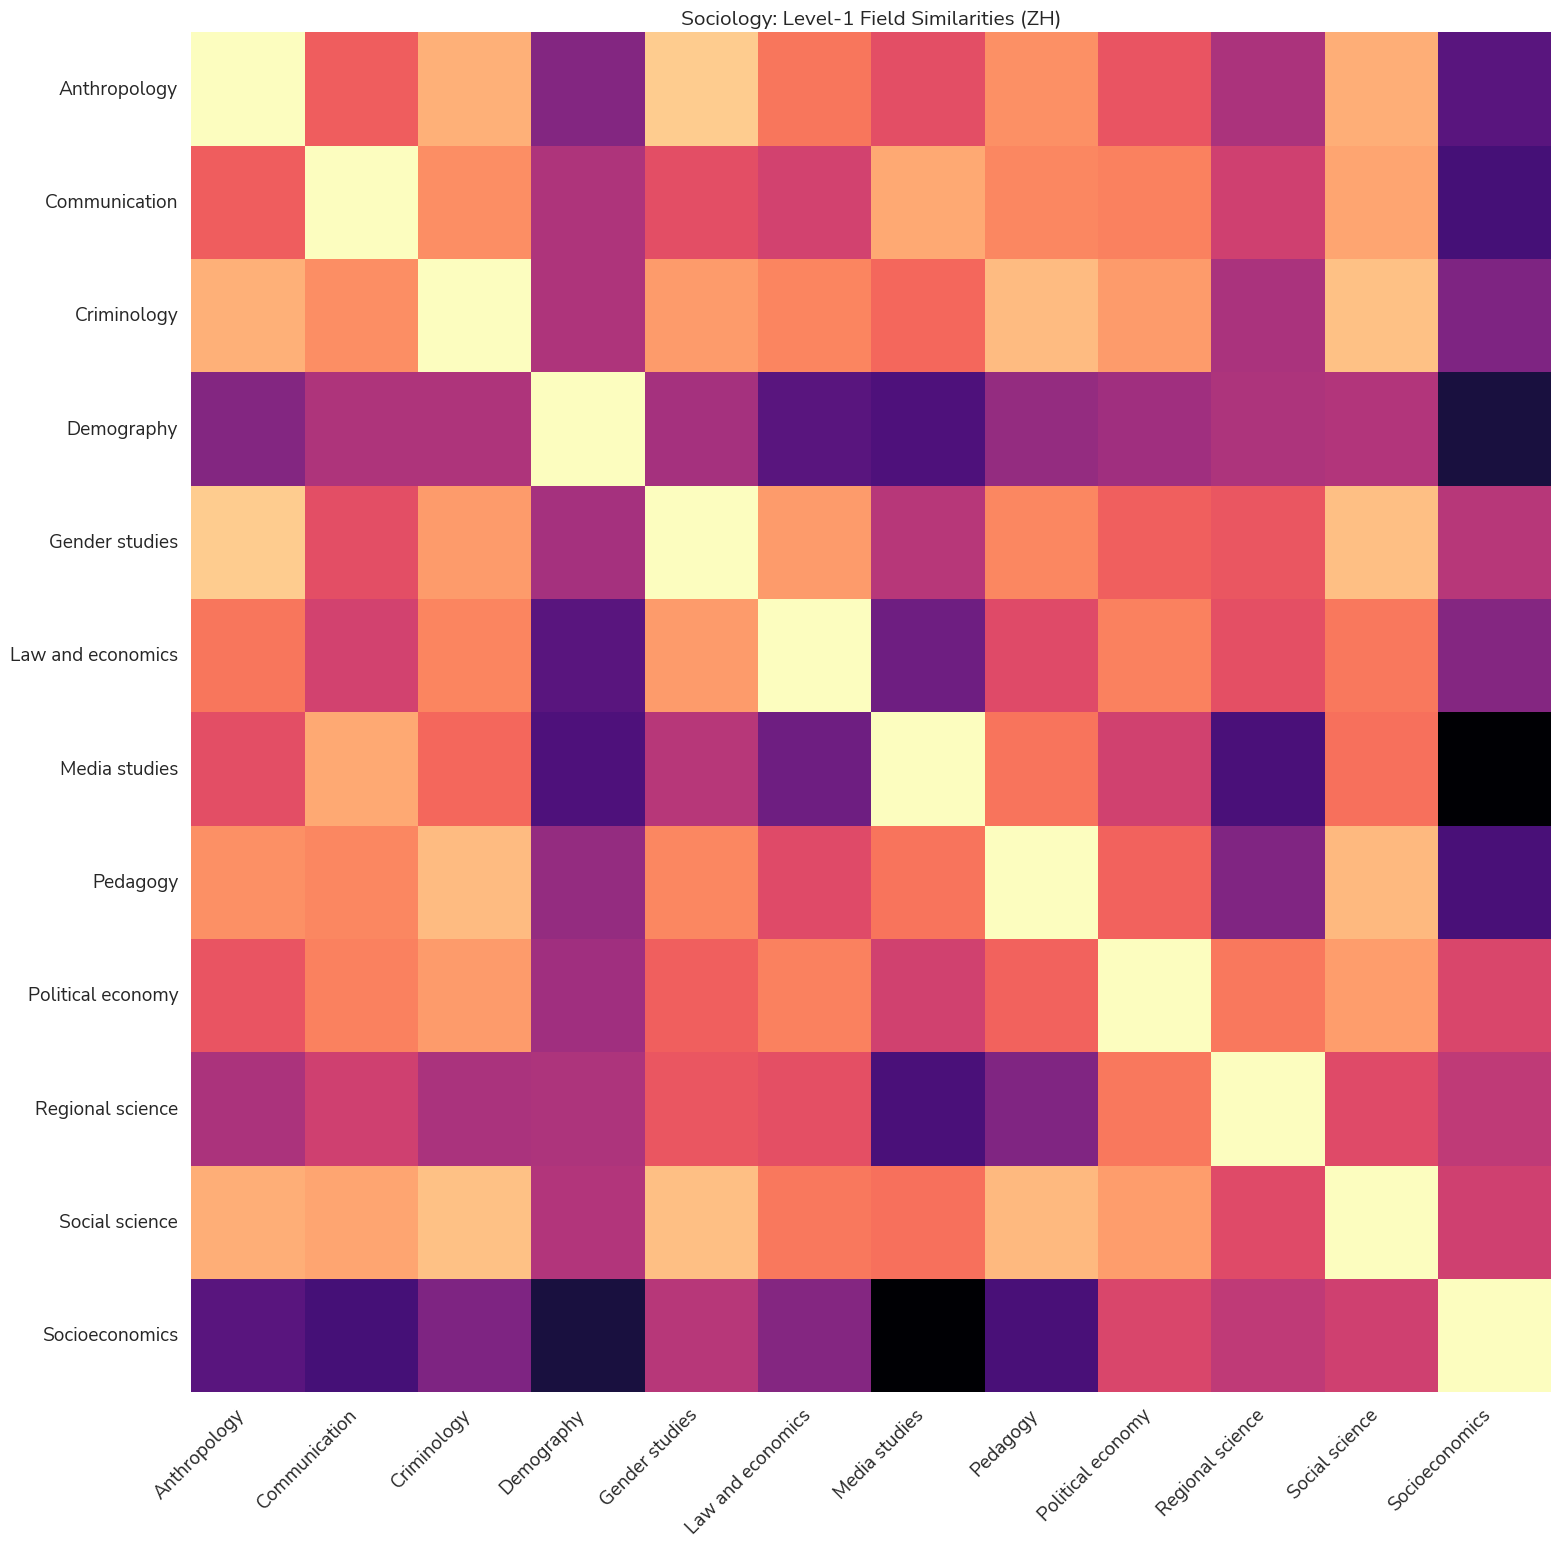 Sociology: Level-1 Field Similarities (ZH)
Anthropology
Communication
Criminology
Demography
Gender studies
Law and economics
Media studies
Pedagogy
Political economy
Regional science
Social science
Socioeconomics
Anthropology
Communication
Criminology
Demography
Gender studies
Law and economics
Media studies
Pedagogy
Political economy
Regional science
Social science
Socioeconomics